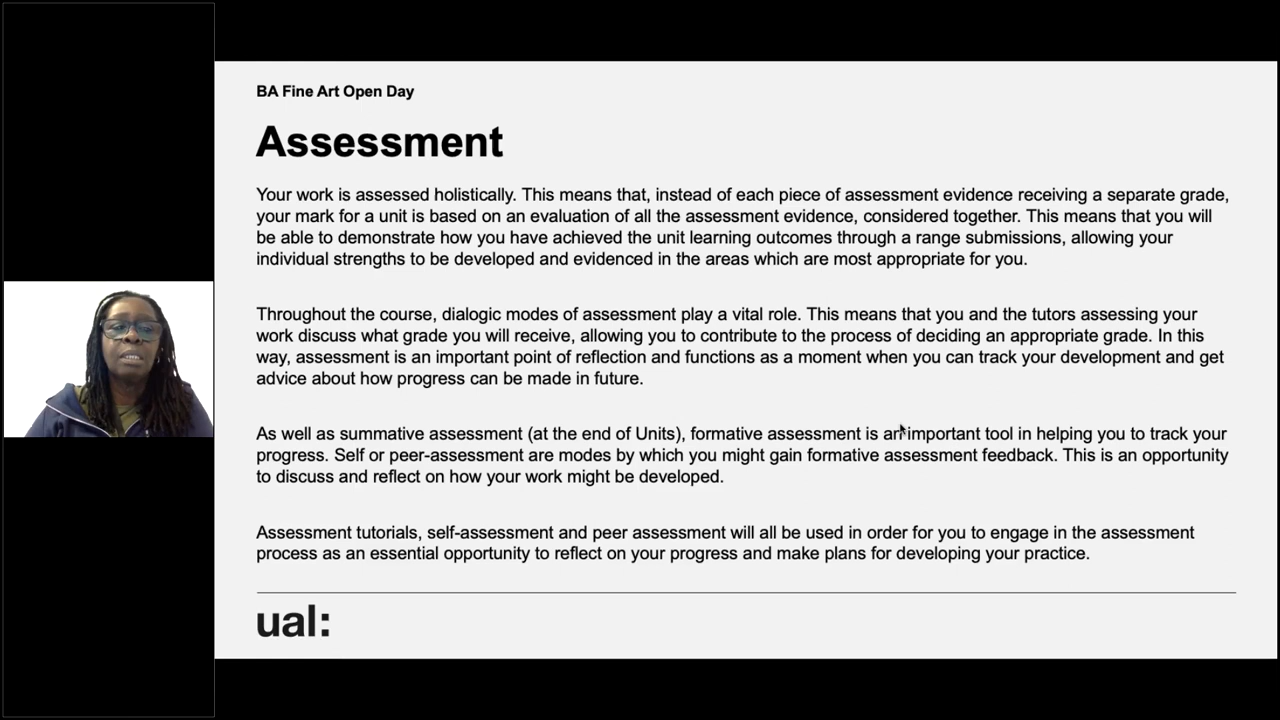 BA Fine Art Open Day
Assessment
Your work is assessed holistically. This means that, instead of each piece of assessment evidence receiving a separate grade,
your mark for a unit is based on an evaluation of all the assessment evidence, considered together. This means that you will
be able to demonstrate how you have achieved the unit learning outcomes through a range submissions, allowing your
individual strengths to be developed and evidenced in the areas which are most appropriate for you.
Throughout the course, dialogic modes of assessment play a vital role. This means that you and the tutors assessing your
work discuss what grade you will receive, allowing you to contribute to the process of deciding an appropriate grade. In this
way, assessment is an important point of reflection and functions as a moment when you can track your development and get
advice about how progress can be made in future.
As well as summative assessment (at the end of Units), formative assessment is an important tool in helping you to track your
progress. Self or peer-assessment are modes by which you might gain formative assessment feedback. This is an opportunity
to discuss and reflect on how your work might be developed.
Assessment tutorials, self-assessment and peer assessment will all be used in order for you to engage in the assessment
process as an essential opportunity to reflect on your progress and make plans for developing your practice.
ual: